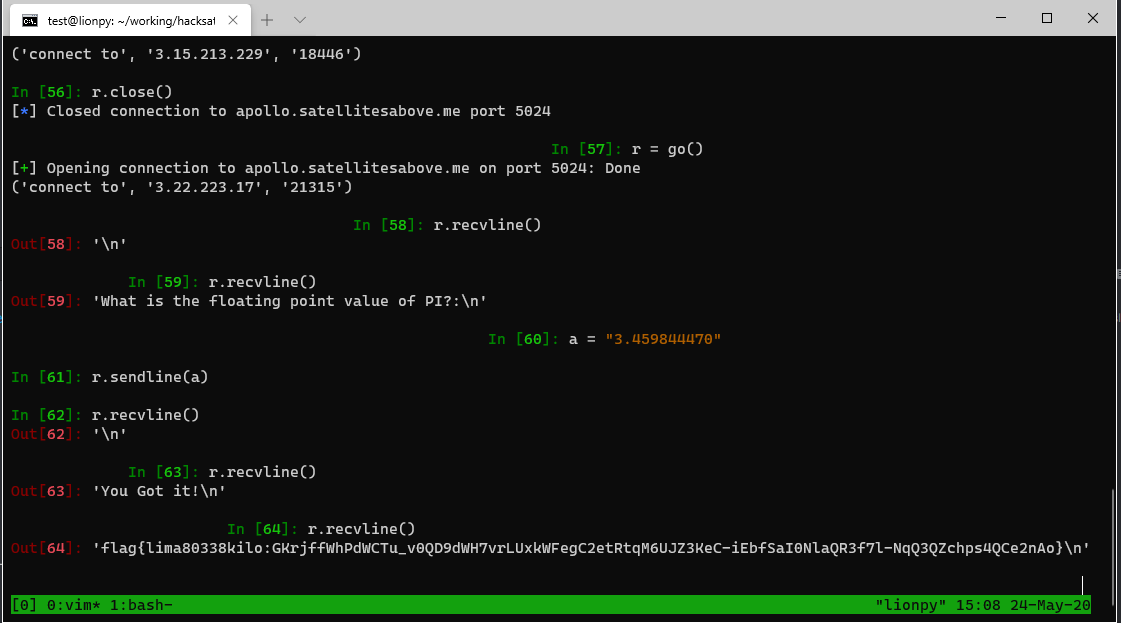 test@lionpy: ~/working/hacksat
('connect to', '3.15.213.229', '18446')
In [56]: r.close()
[*] Closed connection to apollo.satellitesabove.me port 5024
In [57]: r = go()
[+] Opening connection to apollo.satellitesabove.me on port 5024: Done
('connect to', '3.22.223.17', '21315')
In [58]: r.recvline()
Out[58]: '\n'
In [59]: r.recvline()
Out[59]: 'What is the floating point value of PI?:\n'
In [60]: a = "3.459844470"
In [61]: r.sendline(a)
In [62]: r.recvline()
Out[62]: '\n'
In [63]: r.recvline()
Out[63]: 'You Got it!\n'
In [64]: r.recvline()
Out[64]: 'flag{lima80338kilo:GKrjffWhPdWCTu_v0QD9dWH7vrLUxkWFegC2etRtqM6UJZ3KeC-iEbfSaI0NlaQR3f7l-NqQ3QZchps4QCe2nAo}\n'
[0] 0:vim* 1:bash- "lionpy" 15:08 24-May-20